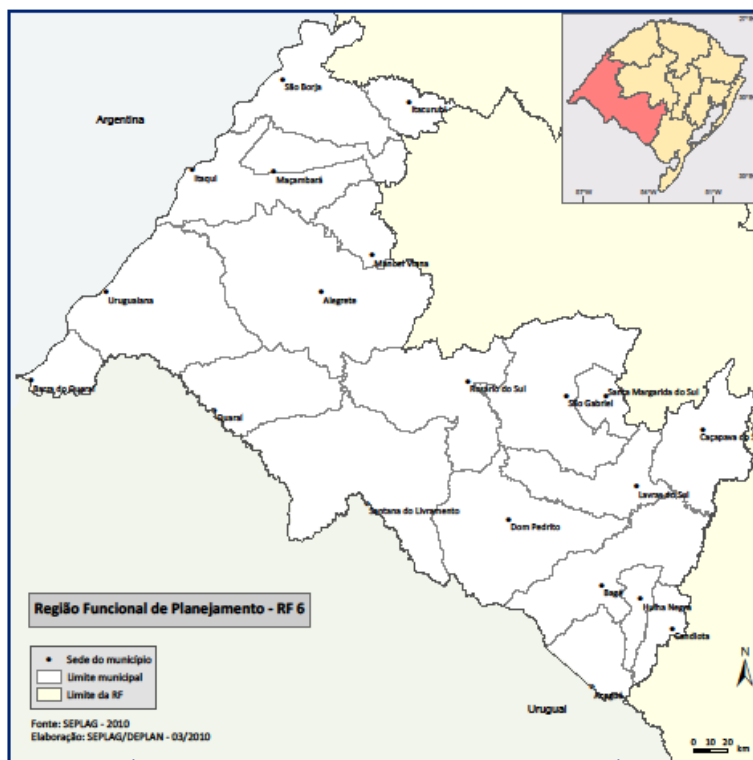 Argentina
São Borja
Itacurubi
Itaqui
Maçambará
Manoel Viana
Uruguaiana
Alegrete
Barra do Quaraí
Rosário do Sul
Santa Margarida do Sul
São Gabriel
Quaraí
Caçapava do S
Lavras do Sul
Santana do Livramento
Dom Pedrito
Bagé
Hulha Negra
Candiota
Aceguá
Uruguai
Região Funcional de Planejamento - RF 6
Sede do município
Limite municipal
Limite da RF
Fonte: SEPLAG - 2010
Elaboração: SEPLAG/DEPLAN - 03/2010
N
0 10 20
km